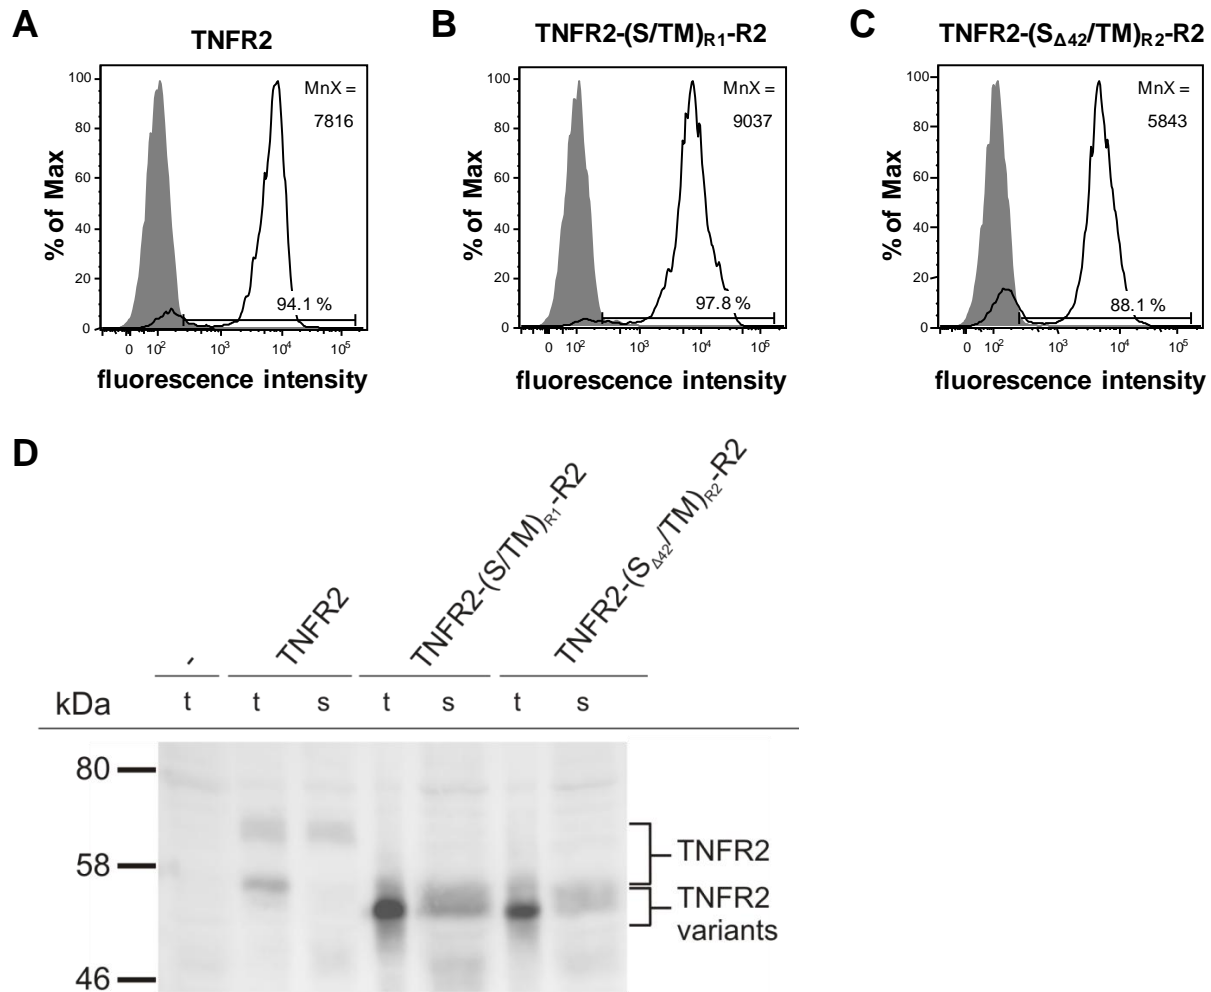 A
TNFR2
MnX =
7816
94.1 %
100
80
60
40
20
0
% of Max
0 10² 10³ 10⁴ 10⁵
fluorescence intensity
B
TNFR2-(S/TM)R1-R2
MnX =
9037
97.8 %
100
80
60
40
20
0
% of Max
0 10² 10³ 10⁴ 10⁵
fluorescence intensity
C
TNFR2-(SΔ42/TM)R2-R2
MnX =
5843
88.1 %
100
80
60
40
20
0
% of Max
0 10² 10³ 10⁴ 10⁵
fluorescence intensity
D
-
TNFR2
TNFR2-(S/TM)R1-R2
TNFR2-(SΔ42/TM)R2-R2
kDa t t s t s t s
80
58
46
TNFR2
TNFR2
variants